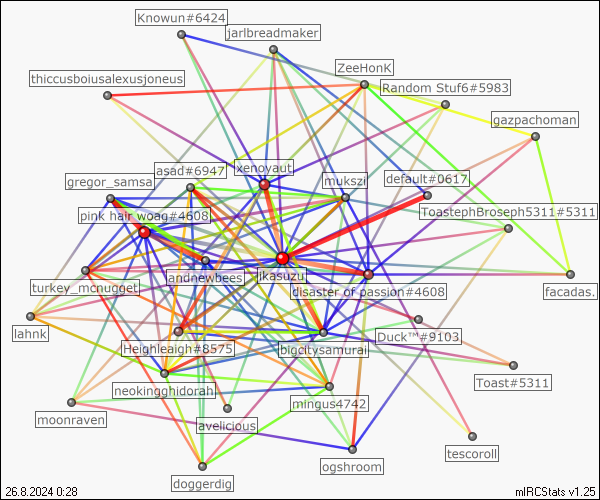 Knowun#6424
jarlbreadmaker
ZeeHonK
thiccusboiusalexusjoneus
Random Stuf6#5983
gazpachoman
asad#6947
xenoyaut
mukszi
default#0617
gregor_samsa
pink hair woag#4608
ToastephBroseph5311#5311
andnewbees
jkasuzu
disaster of passion#4608
turkey_mcnugget
facadas.
lahnk
Heighleaigh#8575
bigcitysamurai
Duck™#9103
neokingghidorah
mingus4742
Toast#5311
moonraven
avelicious
tescoroll
ogshroom
doggerdig
26.8.2024 0:28
mIRCStats v1.25